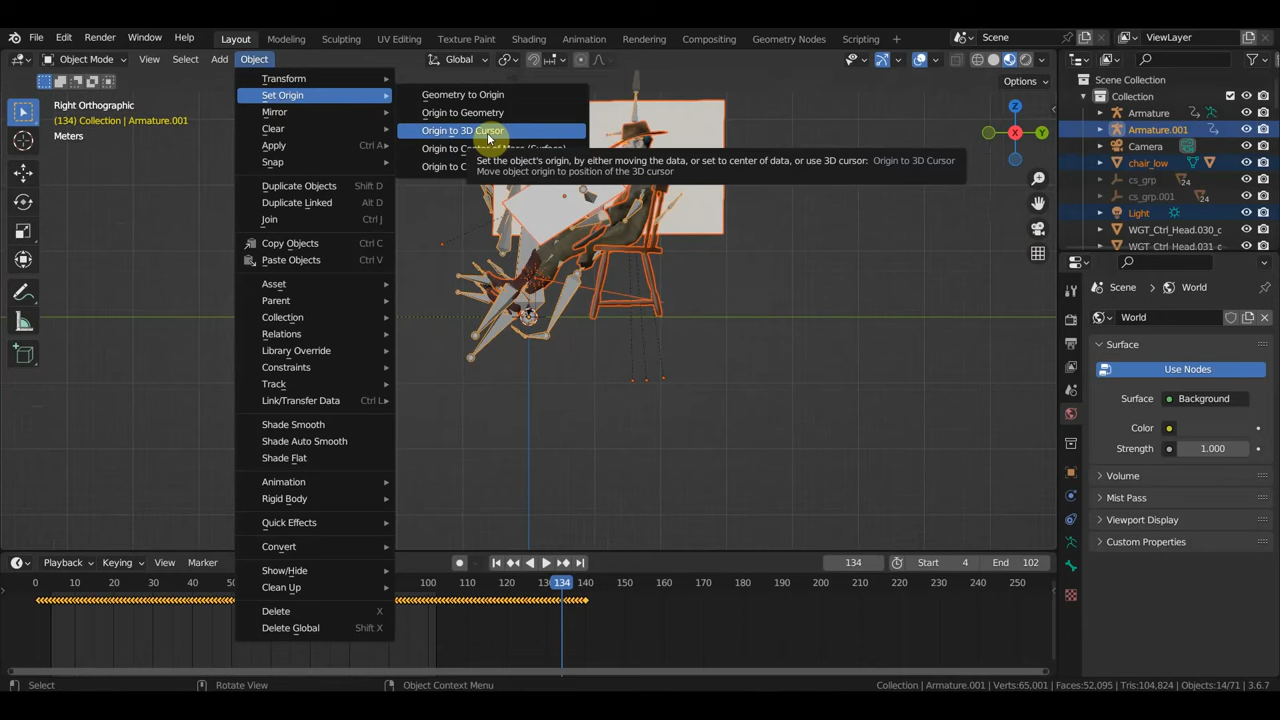 File Edit Render Window Help Layout Modeling Sculpting UV Editing Texture Paint Shading Animation Rendering Compositing Geometry Nodes Scripting Scene ViewLayer
Object Mode View Select Add Object Global
Options
Right Orthographic
(134) Collection | Armature.001
Meters
Transform
Set Origin
Mirror
Clear
Apply Ctrl A
Snap
Duplicate Objects Shift D
Duplicate Linked Alt D
Join Ctrl J
Copy Objects Ctrl C
Paste Objects Ctrl V
Asset
Parent
Collection
Relations
Library Override
Constraints
Track
Link/Transfer Data Ctrl L
Shade Smooth
Shade Auto Smooth
Shade Flat
Animation
Rigid Body
Quick Effects
Convert
Show/Hide
Clean Up
Delete X
Delete Global Shift X
Geometry to Origin
Origin to Geometry
Origin to 3D Cursor
Origin to Center of Mass (Surface)
Origin to C
Set the object's origin, by either moving the data, or set to center of data, or use 3D cursor: Origin to 3D Cursor
Move object origin to position of the 3D cursor
X Y Z
Scene Collection
Collection
Armature
Armature.001
Camera
chair_low
cs_grp 24
cs_grp.001 24
Light
WGT_Ctrl_Head.030_c
WGT_Ctrl_Head.031_c
Scene World
World
Surface
Use Nodes
Surface Background
Color
Strength 1.000
Volume
Mist Pass
Viewport Display
Custom Properties
Playback Keying View Marker 134 Start 4 End 102
0 100 110 120 134 140 150 160 170 180 190 200 210 220 230 240 250
Select Rotate View Object Context Menu Collection | Armature.001 | Verts:65,001 | Faces:52,095 | Tris:104,824 | Objects:14/71 | 3.6.7